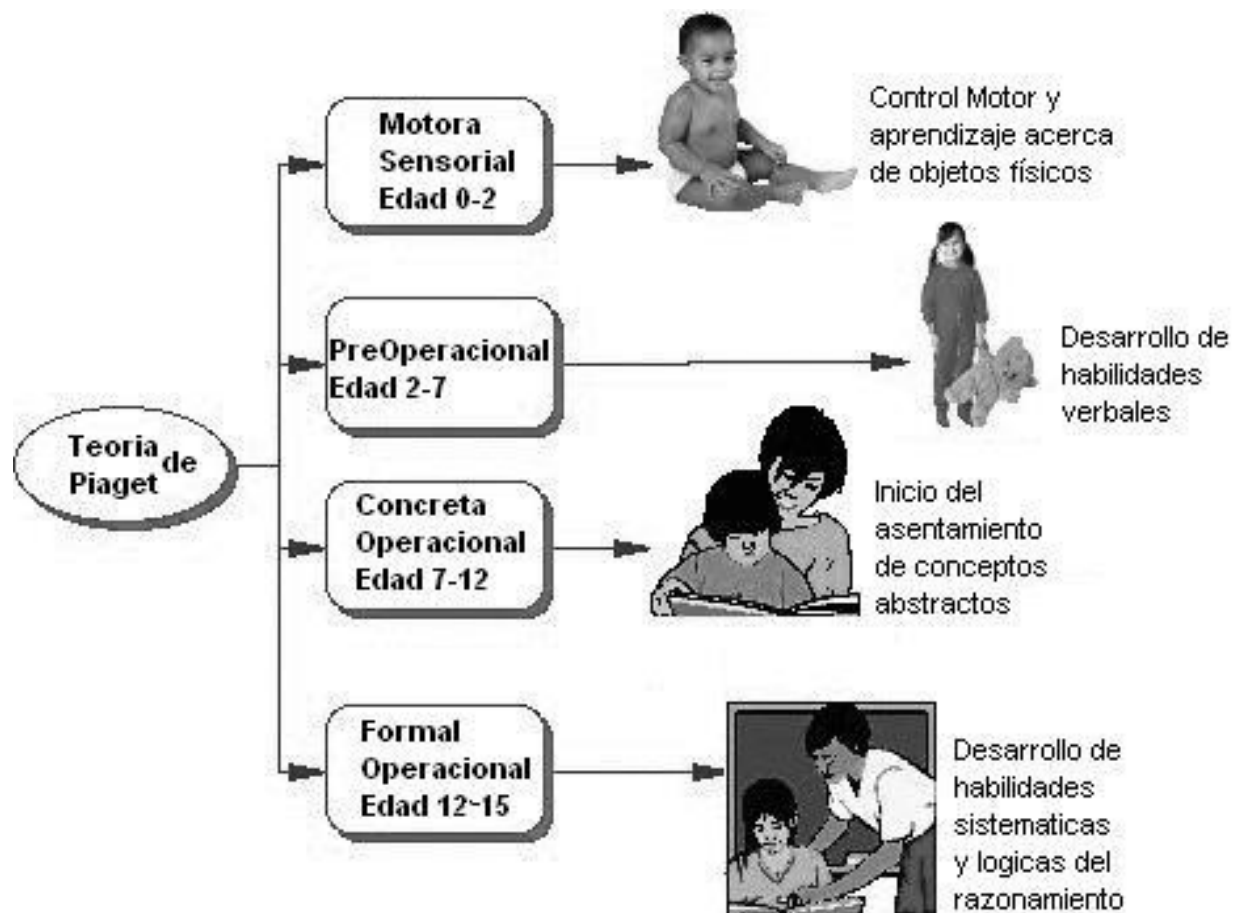 Motora
Sensorial
Edad 0-2
Control Motor y
aprendizaje acerca
de objetos físicos
PreOperacional
Edad 2-7
Desarrollo de
habilidades
verbales
Teoria de
Piaget
Concreta
Operacional
Edad 7-12
Inicio del
asentamiento
de conceptos
abstractos
Formal
Operacional
Edad 12-15
Desarrollo de
habilidades
sistematicas
y logicas del
razonamiento